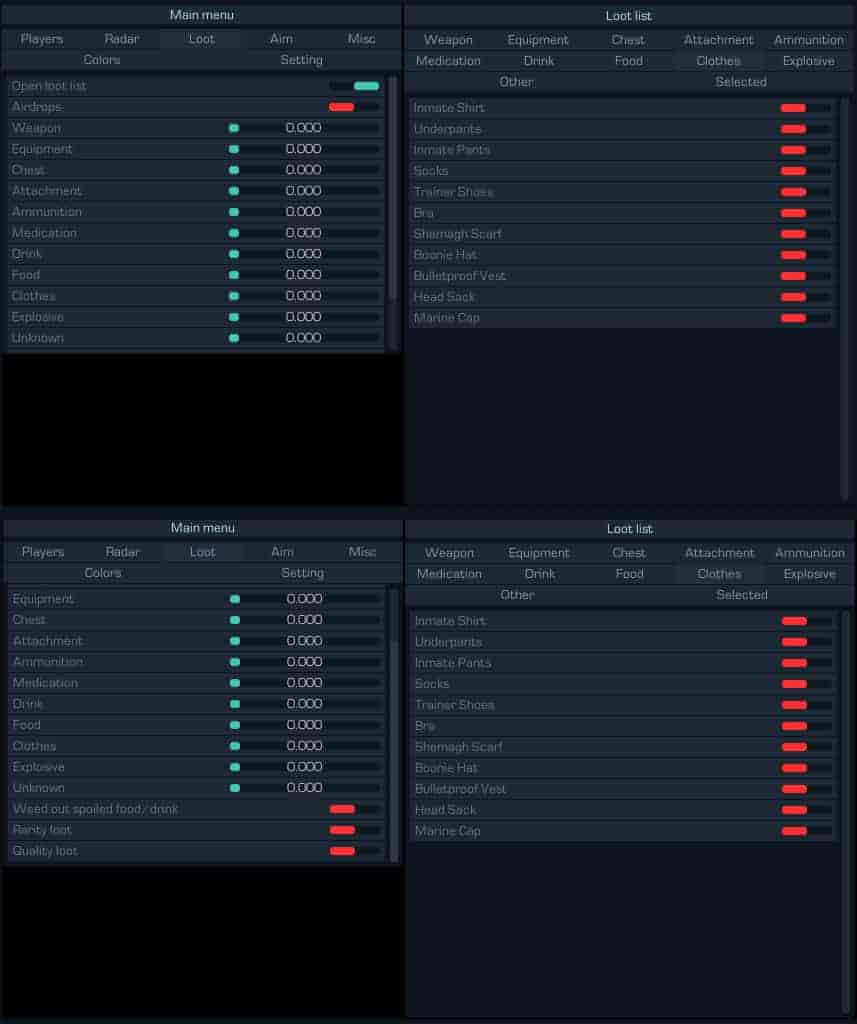 Main menu
Players Radar Loot Aim Misc
Colors Setting
Open loot list
Airdrops
Weapon 0.000
Equipment 0.000
Chest 0.000
Attachment 0.000
Ammunition 0.000
Medication 0.000
Drink 0.000
Food 0.000
Clothes 0.000
Explosive 0.000
Unknown 0.000
Loot list
Weapon Equipment Chest Attachment Ammunition
Medication Drink Food Clothes Explosive
Other Selected
Inmate Shirt
Underpants
Inmate Pants
Socks
Trainer Shoes
Bra
Shemagh Scarf
Boonie Hat
Bulletproof Vest
Head Sack
Marine Cap
Main menu
Players Radar Loot Aim Misc
Colors Setting
Equipment 0.000
Chest 0.000
Attachment 0.000
Ammunition 0.000
Medication 0.000
Drink 0.000
Food 0.000
Clothes 0.000
Explosive 0.000
Unknown 0.000
Weed out spoiled food/drink
Rarity loot
Quality loot
Loot list
Weapon Equipment Chest Attachment Ammunition
Medication Drink Food Clothes Explosive
Other Selected
Inmate Shirt
Underpants
Inmate Pants
Socks
Trainer Shoes
Bra
Shemagh Scarf
Boonie Hat
Bulletproof Vest
Head Sack
Marine Cap